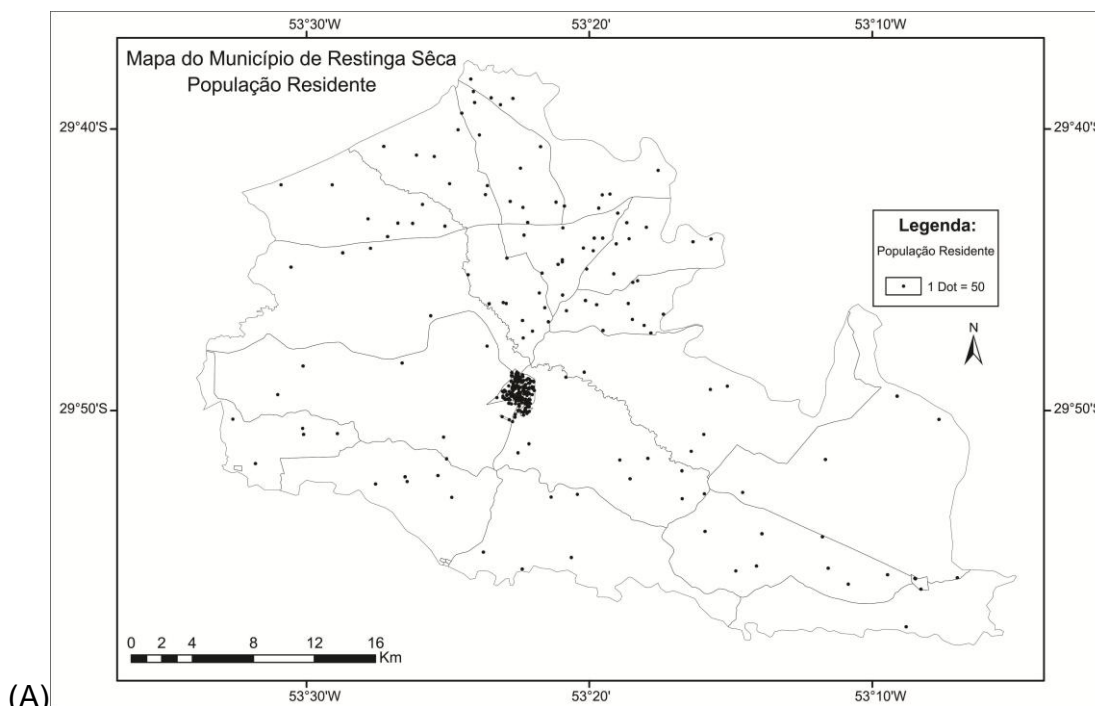 53°30'W 53°20'W 53°10'W
Mapa do Município de Restinga Sêca
População Residente
29°40'S 29°40'S
Legenda:
População Residente
1 Dot = 50
N
29°50'S 29°50'S
0 2 4 8 12 16
Km
53°30'W 53°20'W 53°10'W
(A)